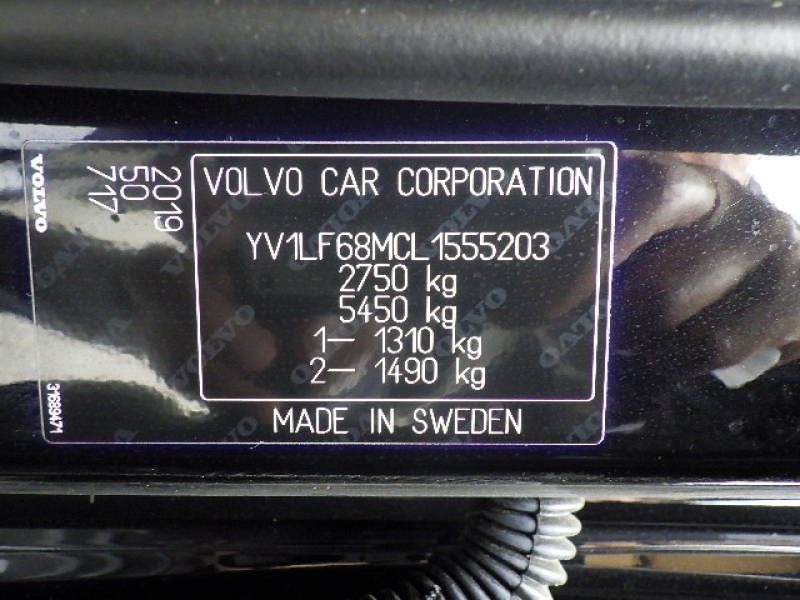 VOLVO
2019
50
717
31689471
VOLVO CAR CORPORATION
YV1LF68MCL1555203
2750 kg
5450 kg
1– 1310 kg
2– 1490 kg
MADE IN SWEDEN